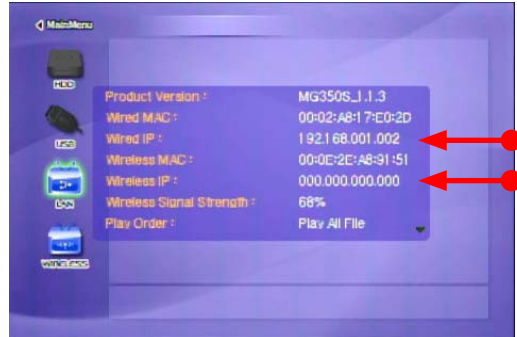 MainMenu
HDD
USB
LAN
WIRELESS
Product Version : MG350S_1.1.3
Wired MAC : 00:02:A8:17:E0:2D
Wired IP : 192.168.001.002
Wireless MAC : 00:0E:2E:A8:91:51
Wireless IP : 000.000.000.000
Wireless Signal Strength : 68%
Play Order : Play All File